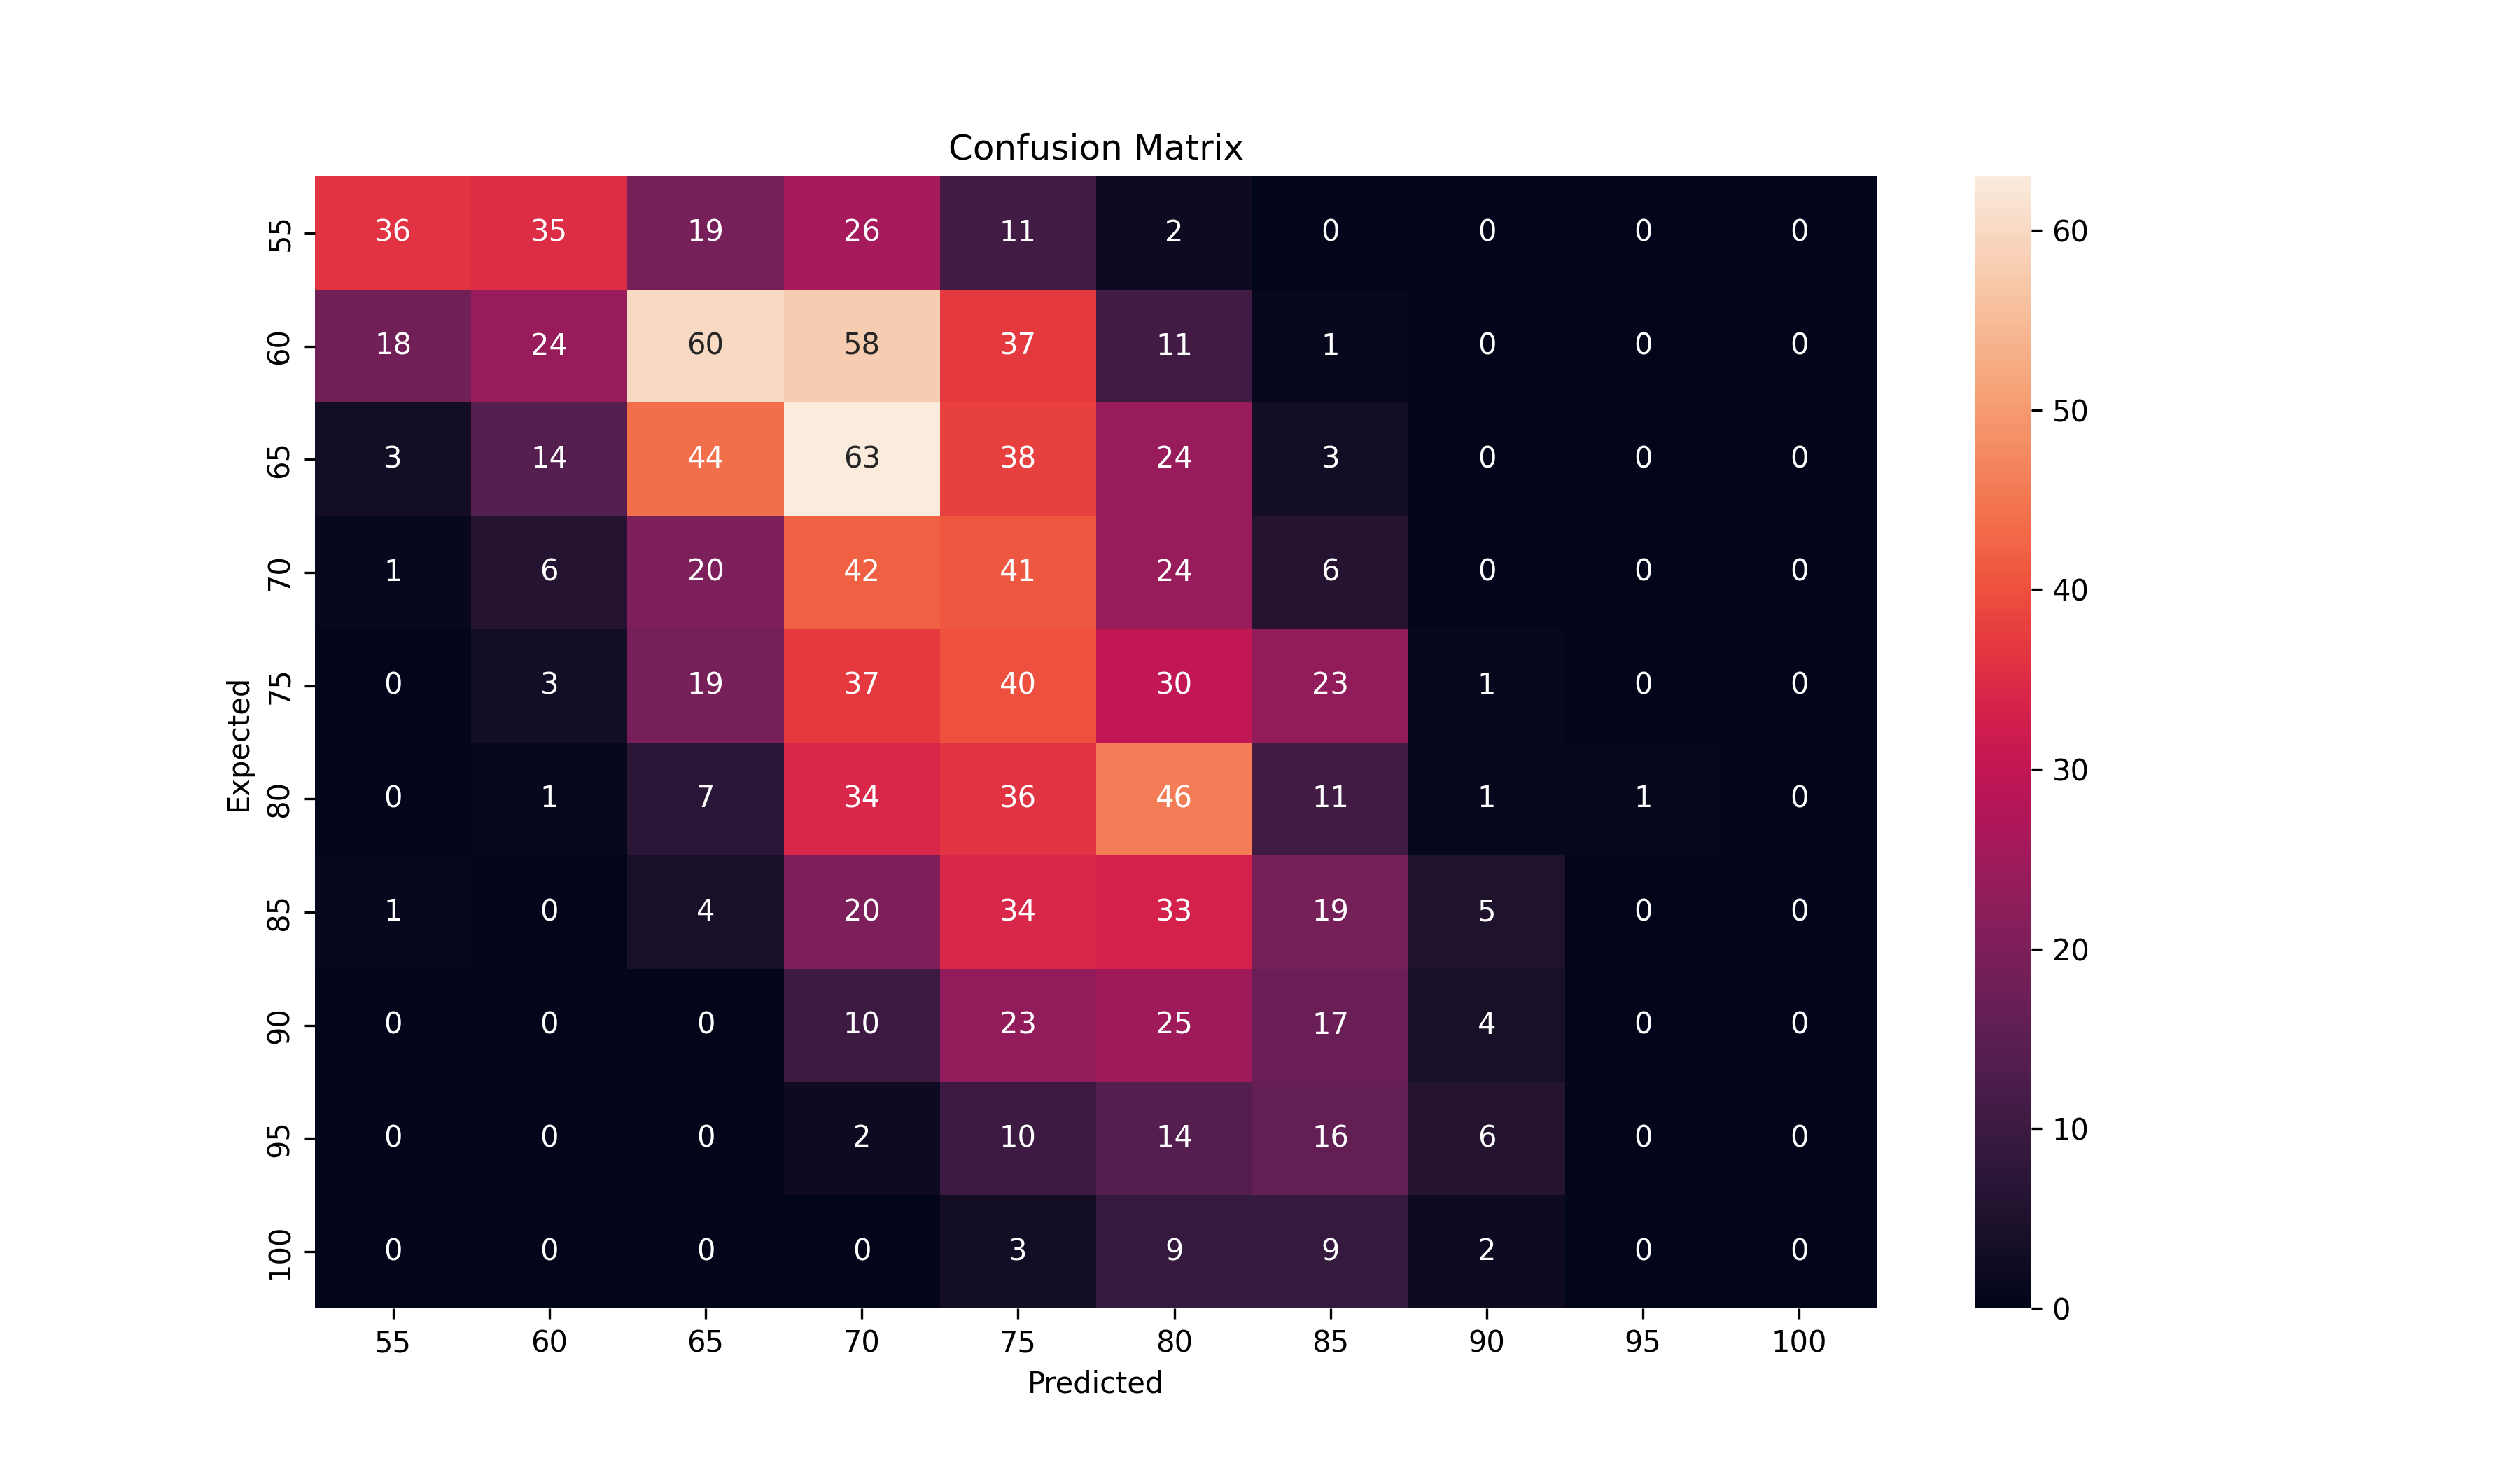 Confusion Matrix
55 36 35 19 26 11 2 0 0 0 0
60 18 24 60 58 37 11 1 0 0 0
65 3 14 44 63 38 24 3 0 0 0
70 1 6 20 42 41 24 6 0 0 0
75 0 3 19 37 40 30 23 1 0 0
80 0 1 7 34 36 46 11 1 1 0
85 1 0 4 20 34 33 19 5 0 0
90 0 0 0 10 23 25 17 4 0 0
95 0 0 0 2 10 14 16 6 0 0
100 0 0 0 0 3 9 9 2 0 0
Expected
55 60 65 70 75 80 85 90 95 100
Predicted
60
50
40
30
20
10
0